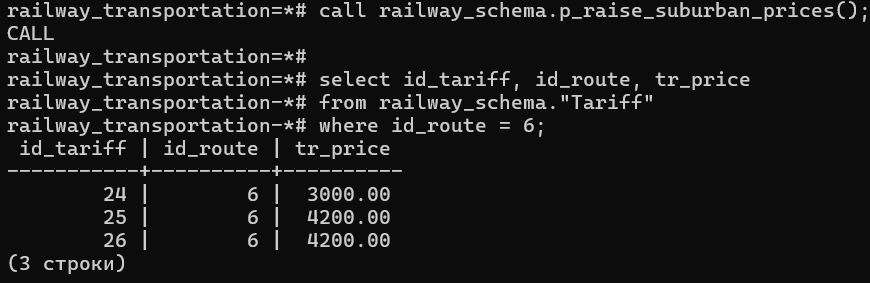 railway_transportation=*# call railway_schema.p_raise_suburban_prices();
CALL
railway_transportation=*#
railway_transportation=*# select id_tariff, id_route, tr_price
railway_transportation-*# from railway_schema."Tariff"
railway_transportation-*# where id_route = 6;
 id_tariff | id_route | tr_price
-----------+----------+----------
        24 |        6 |  3000.00
        25 |        6 |  4200.00
        26 |        6 |  4200.00
(3 строки)